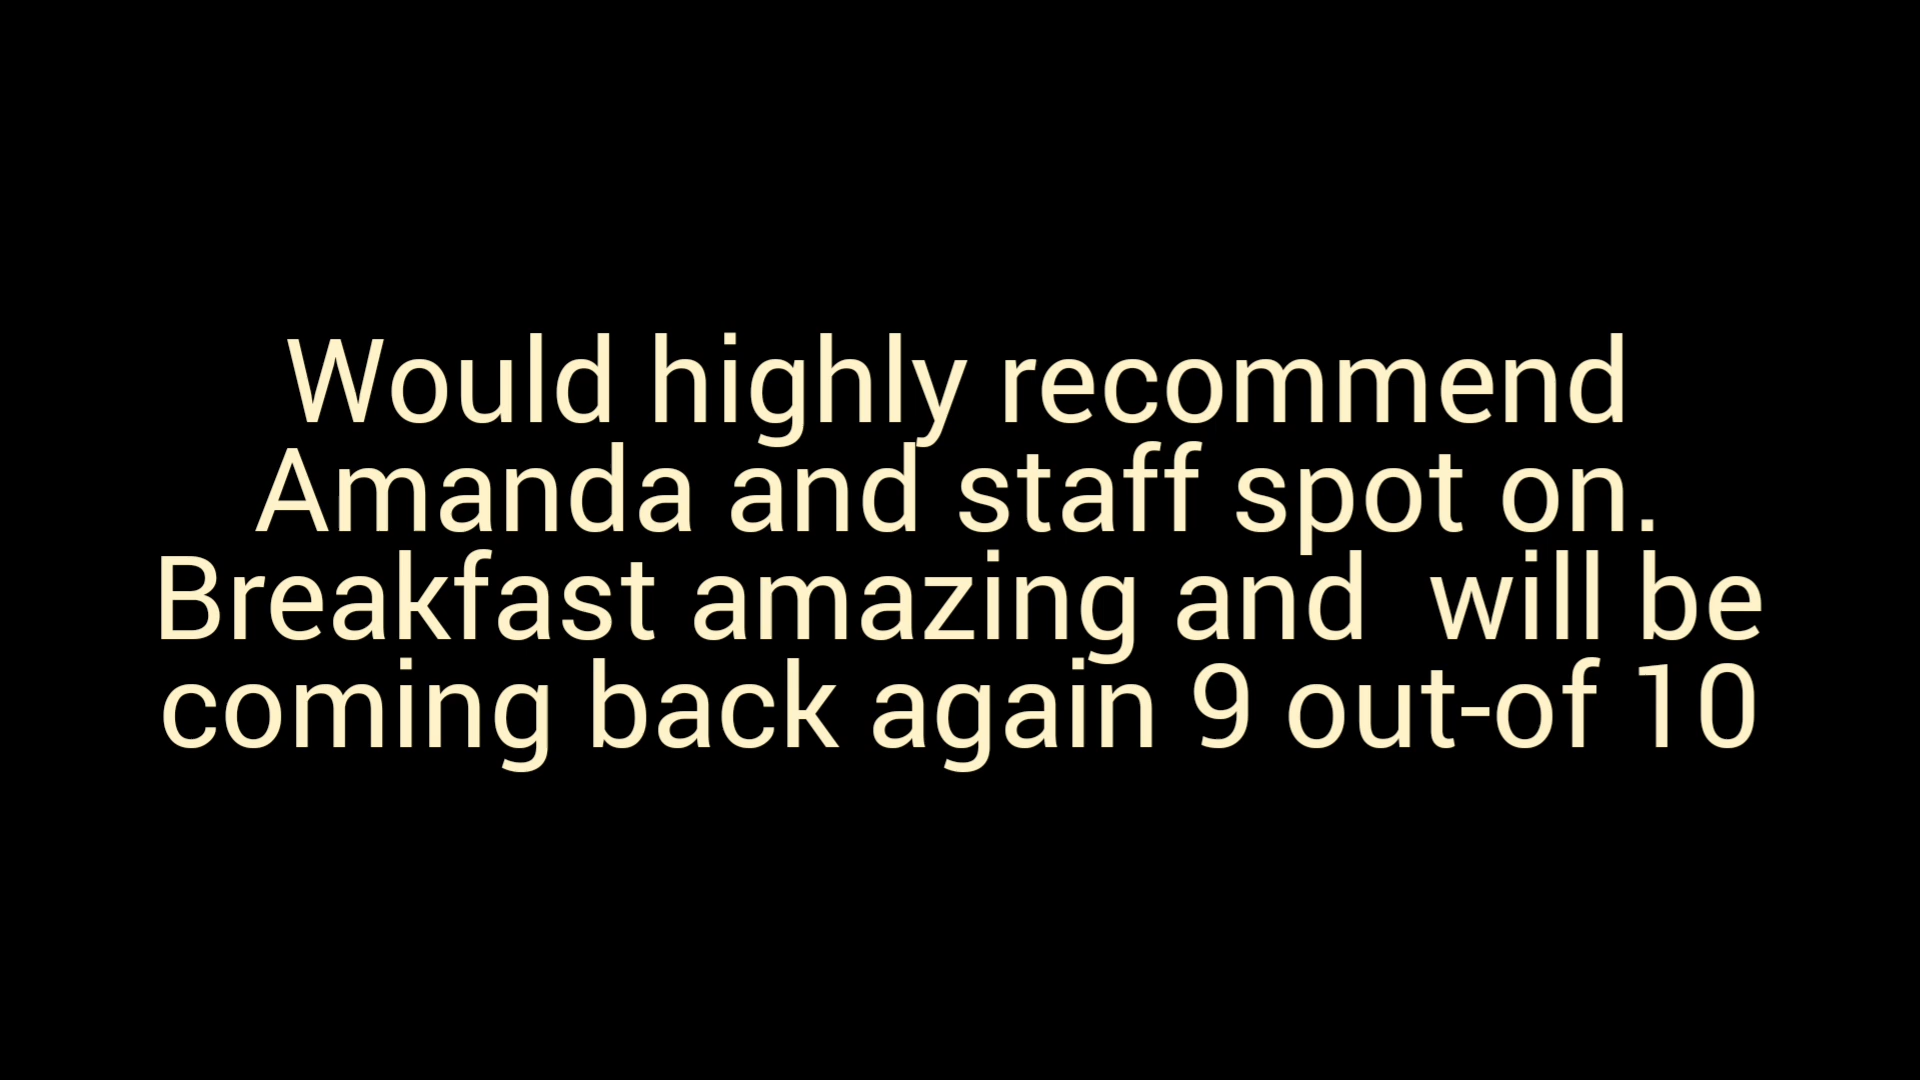 Would highly recommend
Amanda and staff spot on.
Breakfast amazing and  will be
coming back again 9 out-of 10